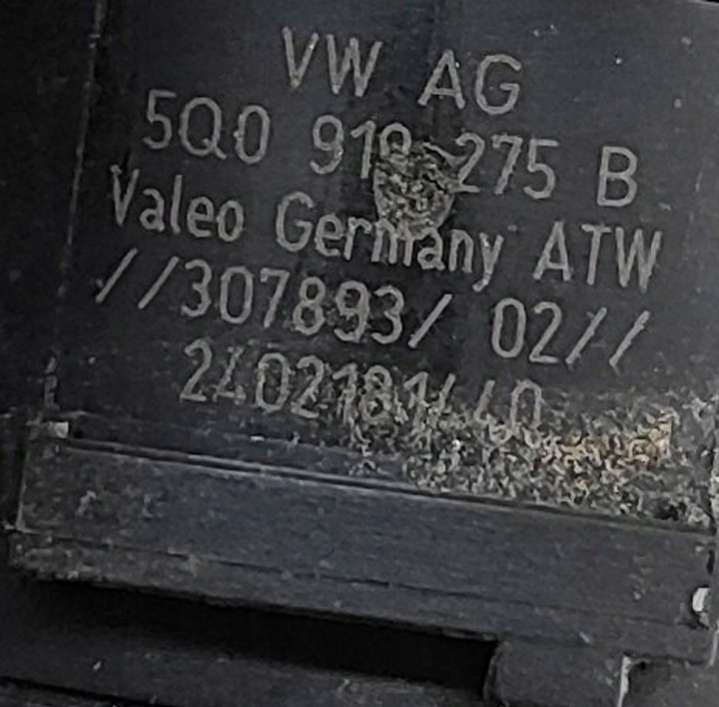 VW AG
5Q0 919 275 B
Valeo Germany ATW
//307893/ 02//